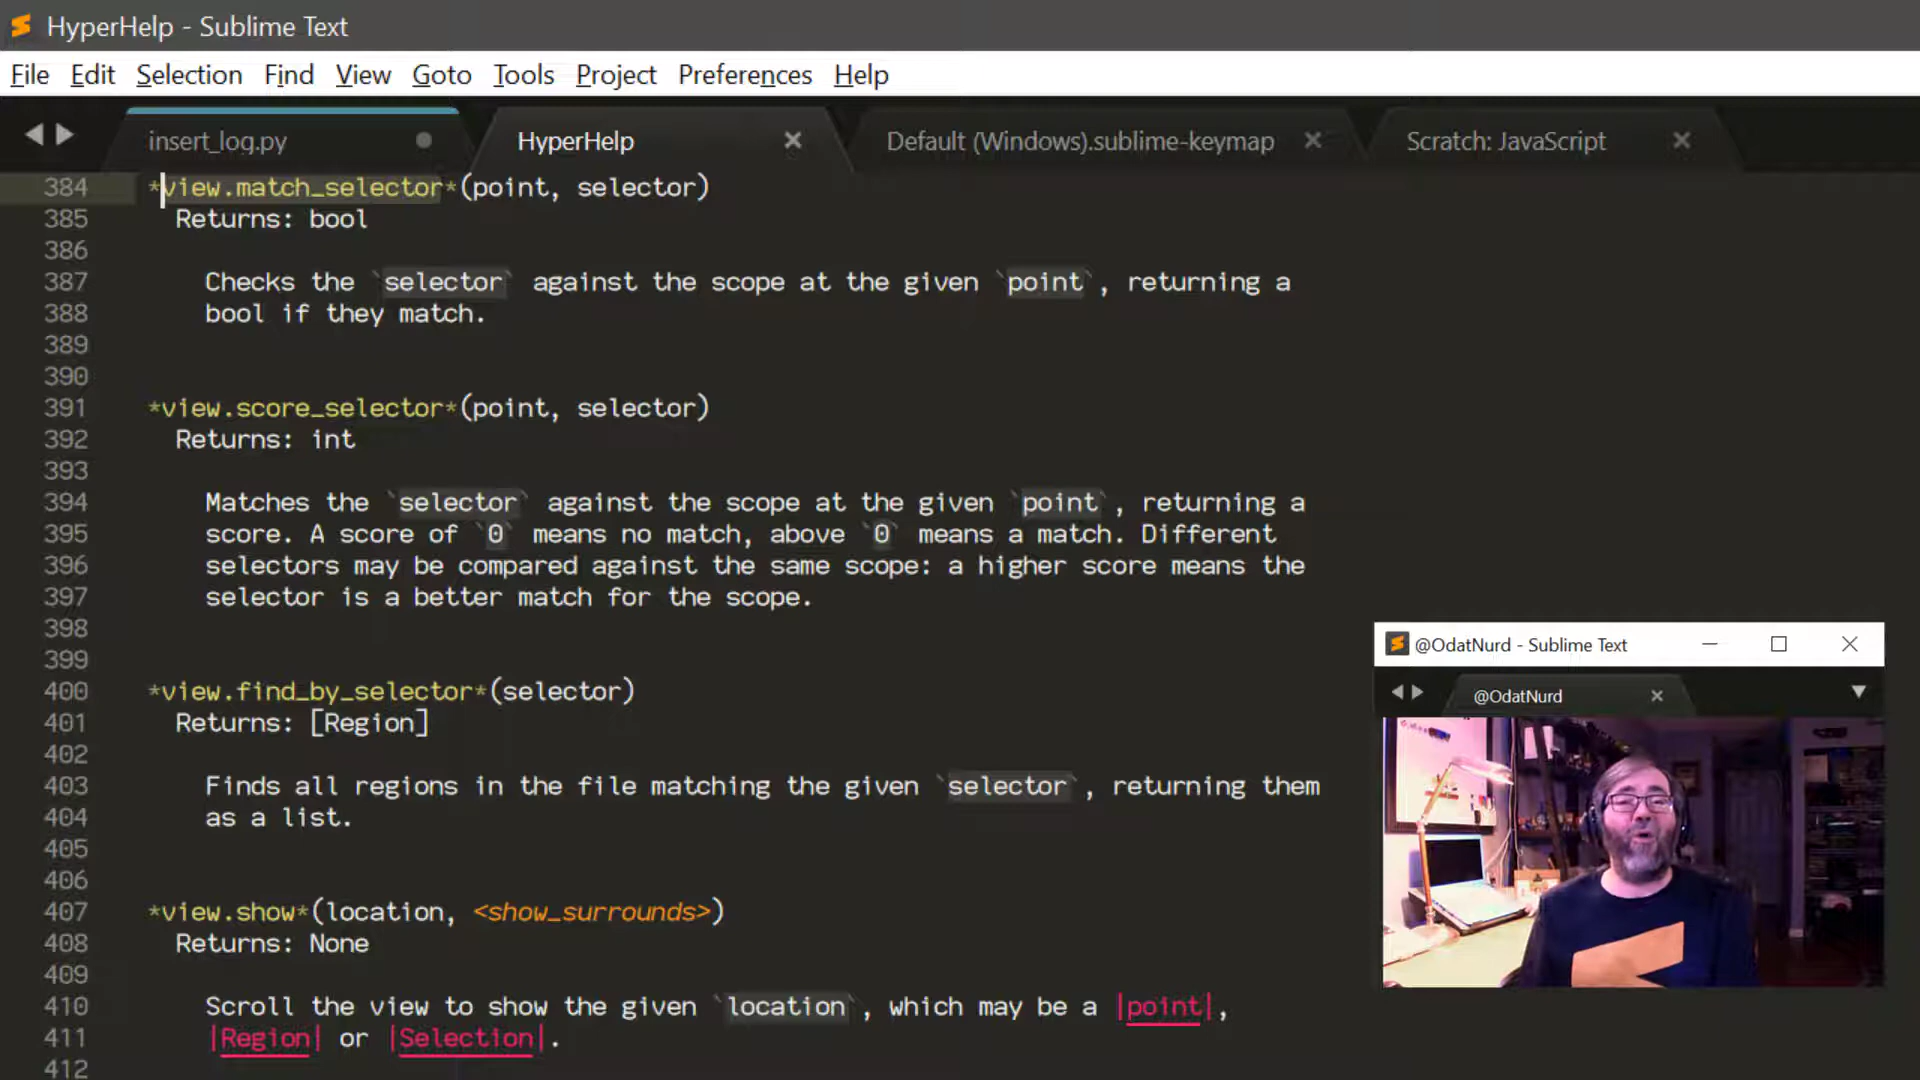 HyperHelp - Sublime Text
File Edit Selection Find View Goto Tools Project Preferences Help
insert_log.py HyperHelp Default (Windows).sublime-keymap Scratch: JavaScript
384 *view.match_selector*(point, selector)
385 Returns: bool
386
387 Checks the `selector` against the scope at the given `point`, returning a
388 bool if they match.
389
390
391 *view.score_selector*(point, selector)
392 Returns: int
393
394 Matches the `selector` against the scope at the given `point`, returning a
395 score. A score of `0` means no match, above `0` means a match. Different
396 selectors may be compared against the same scope: a higher score means the
397 selector is a better match for the scope.
398
399
400 *view.find_by_selector*(selector)
401 Returns: [Region]
402
403 Finds all regions in the file matching the given `selector`, returning them
404 as a list.
405
406
407 *view.show*(location, <show_surrounds>)
408 Returns: None
409
410 Scroll the view to show the given `location`, which may be a |point|,
411 |Region| or |Selection|.
412
@OdatNurd - Sublime Text
@OdatNurd